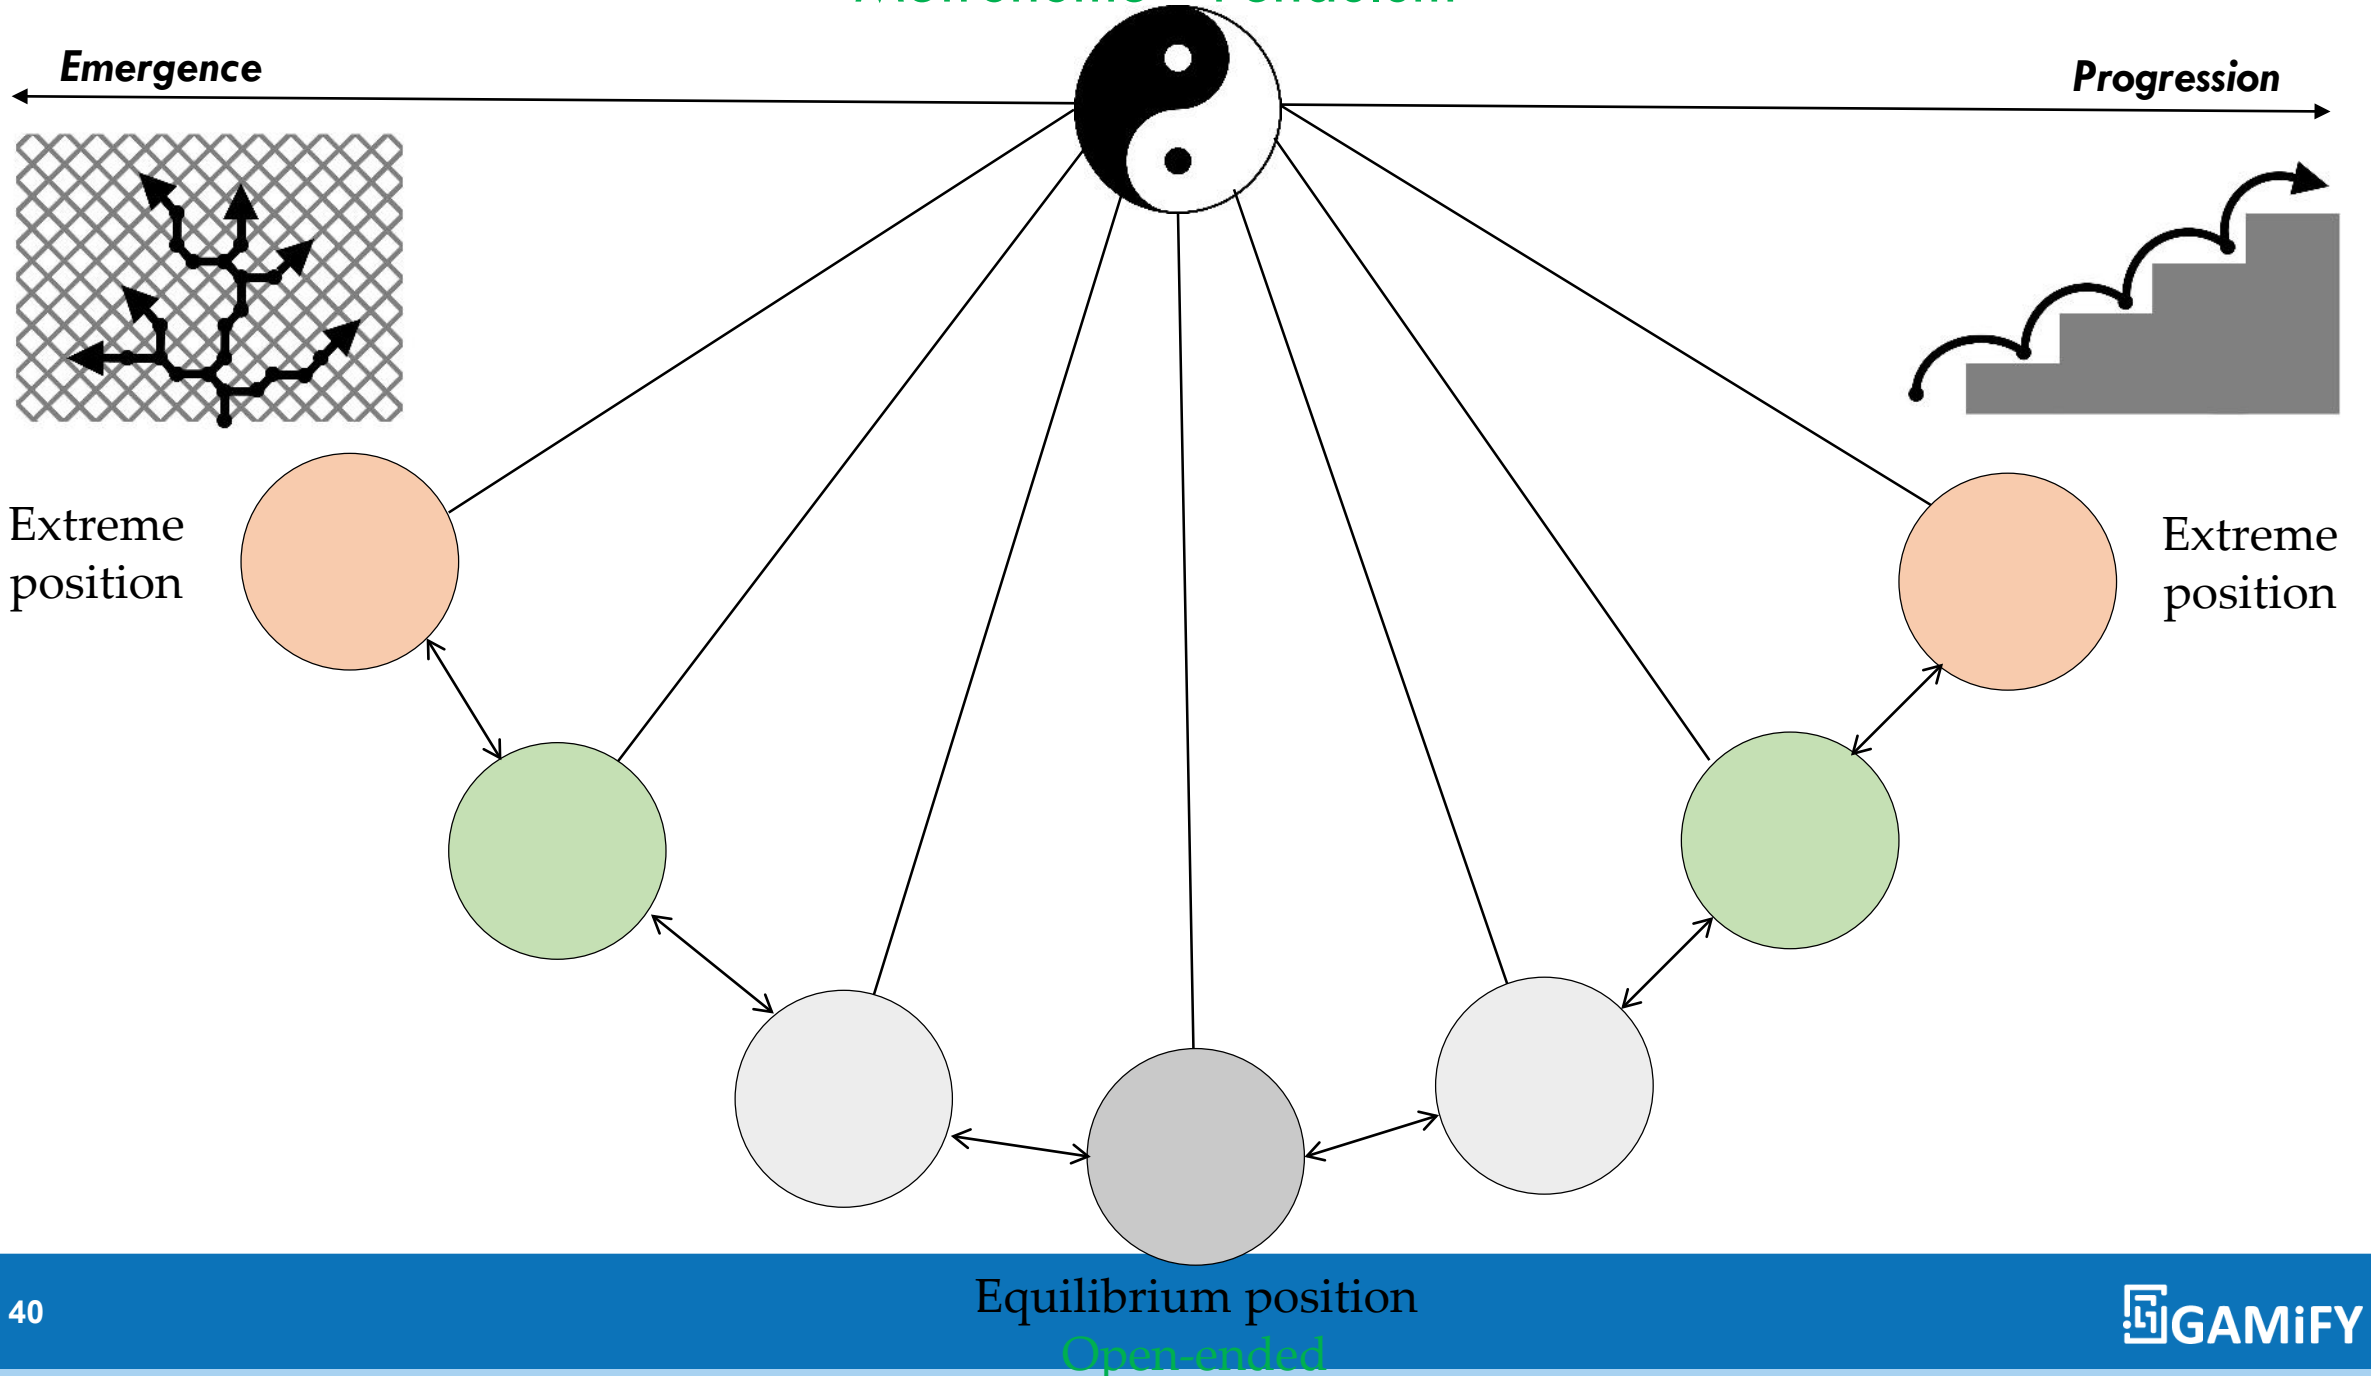 Emergence
Progression
Extreme
position
Extreme
position
Equilibrium position
Open-ended
40
GAMiFY